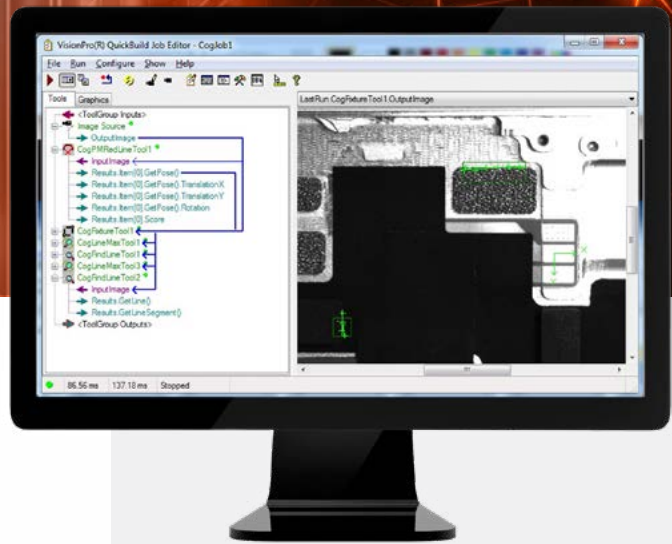 VisionPro(R) QuickBuild Job Editor - CogJob1
File Run Configure Show Help
Tools Graphics
LastRun.CogFixtureTool1.OutputImage
<ToolGroup Inputs>
Image Source
OutputImage
CogPMRedLineTool1
InputImage
Results.Item[0].GetPose()
Results.Item[0].GetPose().TranslationX
Results.Item[0].GetPose().TranslationY
Results.Item[0].GetPose().Rotation
Results.Item[0].Score
CogFixtureTool1
CogLineMaxTool1
CogFindLineTool1
CogLineMaxTool3
CogFindLineTool2
InputImage
Results.GetLine()
Results.GetLineSegment()
<ToolGroup Outputs>
X
86.56 ms 137.18 ms Stopped